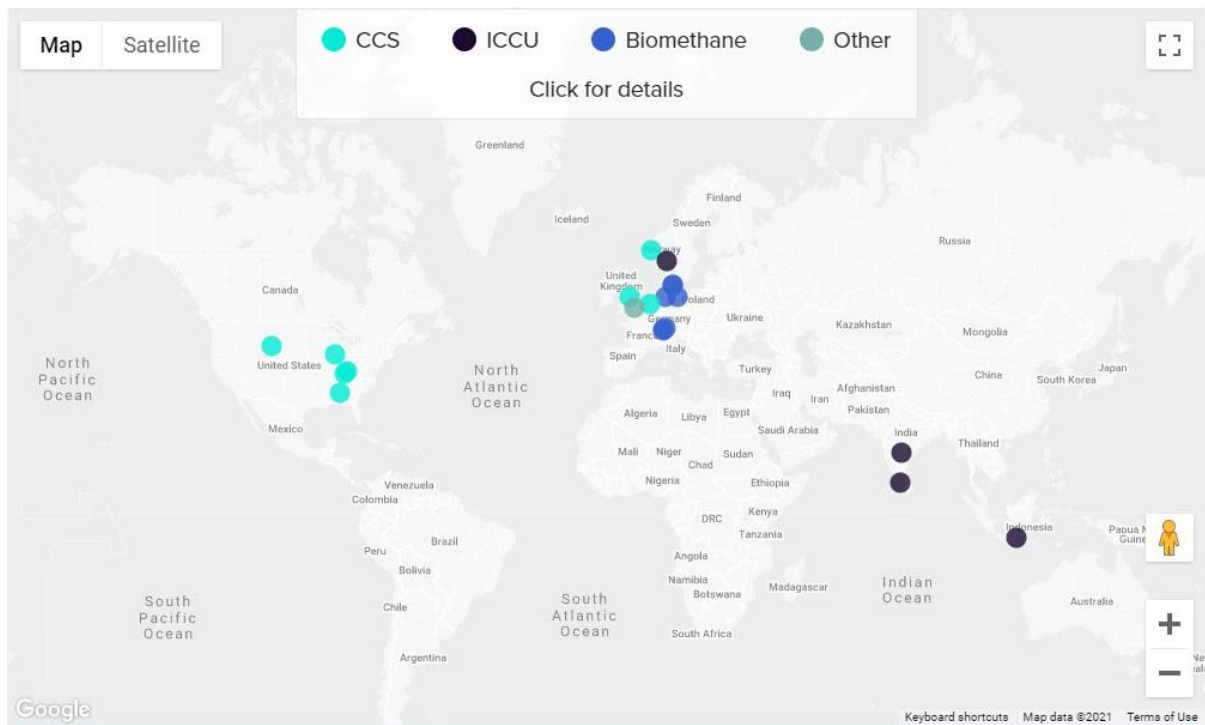 Map
Satellite
CCS
ICCU
Biomethane
Other
Click for details
Greenland
Finland
Iceland
Sweden
Russia
United
Kingdom
Canada
Germany
Ukraine
Kazakhstan
Mongolia
Italy
Spain
Turkey
United States
North
Pacific
Ocean
North
Atlantic
Ocean
China
Japan
South Korea
Afghanistan
Iraq
Iran
Pakistan
Algeria
Libya
Egypt
Saudi Arabia
Mexico
India
Thailand
Mali
Niger
Chad
Sudan
Nigeria
Ethiopia
Venezuela
Colombia
DRC
Kenya
Tanzania
Indonesia
Papua N
Guine
Peru
Brazil
Bolivia
Angola
Namibia
Botswana
Madagascar
Indian
Ocean
Australia
South
Pacific
Ocean
South
Atlantic
Ocean
Chile
South Africa
Argentina
Google
Keyboard shortcuts
Map data ©2021
Terms of Use